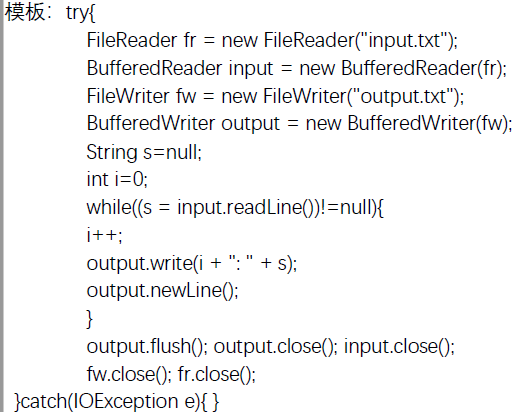 模板：try{
FileReader fr = new FileReader("input.txt");
BufferedReader input = new BufferedReader(fr);
FileWriter fw = new FileWriter("output.txt");
BufferedWriter output = new BufferedWriter(fw);
String s=null;
int i=0;
while((s = input.readLine())!=null){
i++;
output.write(i + ": " + s);
output.newLine();
}
output.flush(); output.close(); input.close();
fw.close(); fr.close();
}catch(IOException e){ }